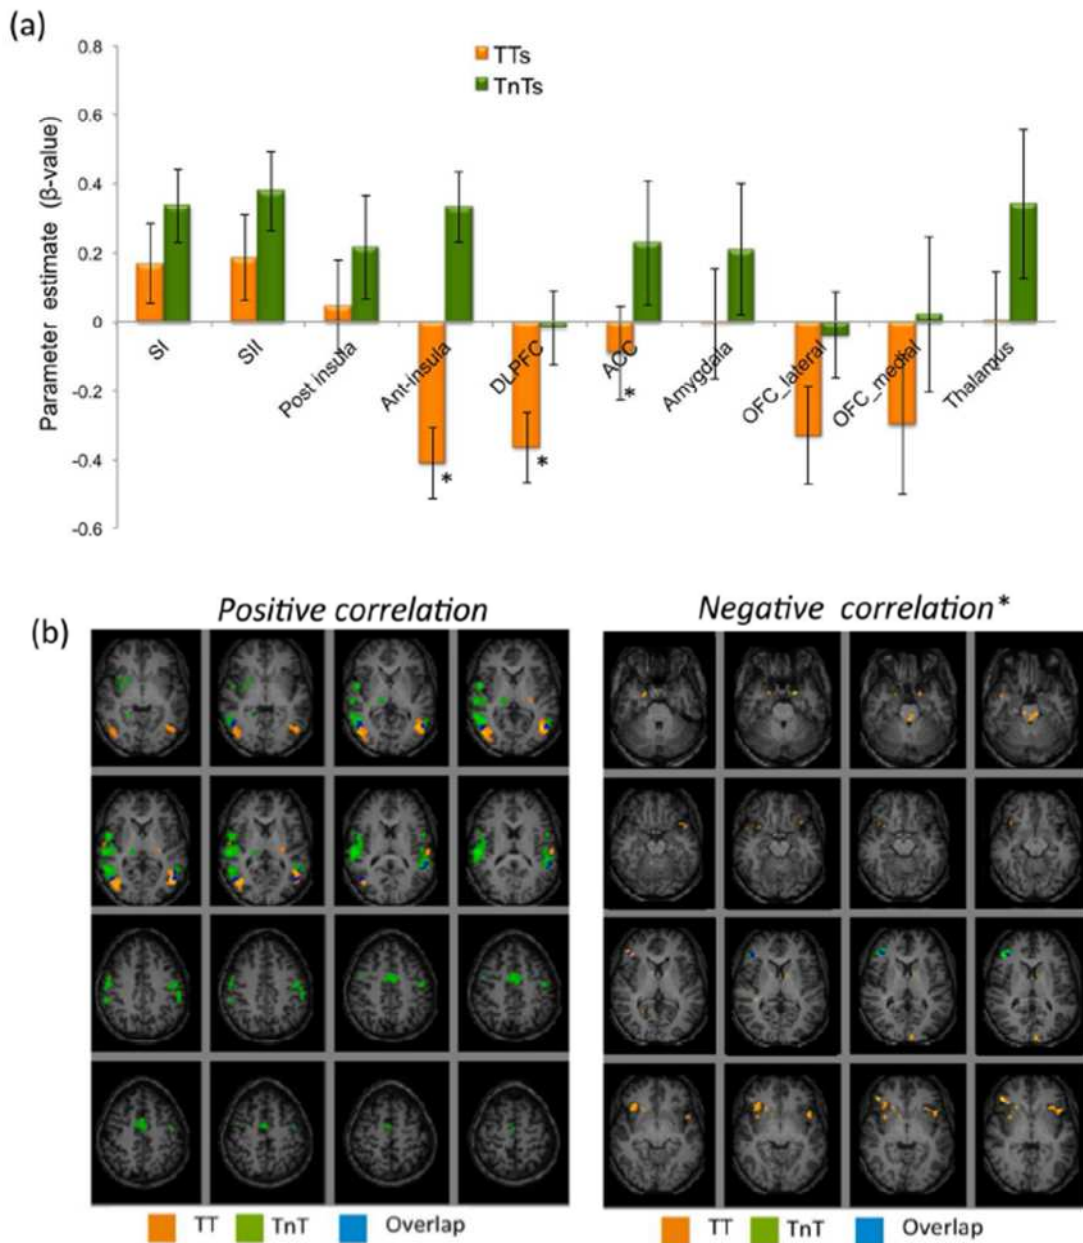 (a)
0.8
0.6
0.4
0.2
0
-0.2
-0.4
-0.6
Parameter estimate (β-value)
TTs
TnTs
SI
SII
Post Insula
Ant-insula
DLPFC
ACC
Amygdala
OFC_lateral
OFC_medial
Thalamus
*
*
*
(b)
Positive correlation
Negative correlation*
TT TnT Overlap
TT TnT Overlap